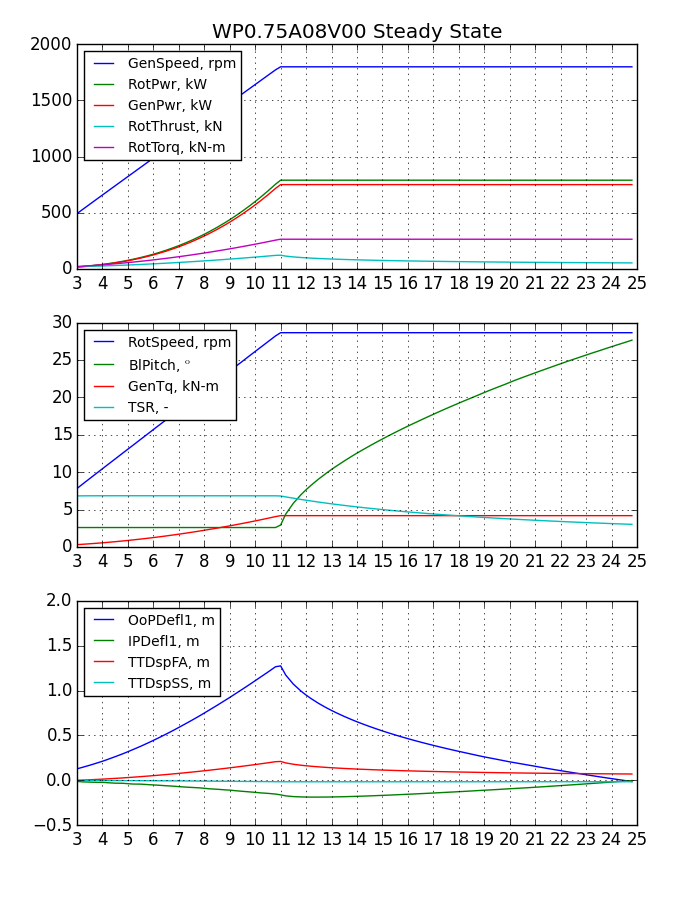 WP0.75A08V00 Steady State
2000
1500
1000
500
0
GenSpeed, rpm
RotPwr, kW
GenPwr, kW
RotThrust, kN
RotTorq, kN-m
3 4 5 6 7 8 9 10 11 12 13 14 15 16 17 18 19 20 21 22 23 24 25
30
25
20
15
10
5
0
RotSpeed, rpm
BlPitch, °
GenTq, kN-m
TSR, -
3 4 5 6 7 8 9 10 11 12 13 14 15 16 17 18 19 20 21 22 23 24 25
2.0
1.5
1.0
0.5
0.0
−0.5
OoPDefl1, m
IPDefl1, m
TTDspFA, m
TTDspSS, m
3 4 5 6 7 8 9 10 11 12 13 14 15 16 17 18 19 20 21 22 23 24 25